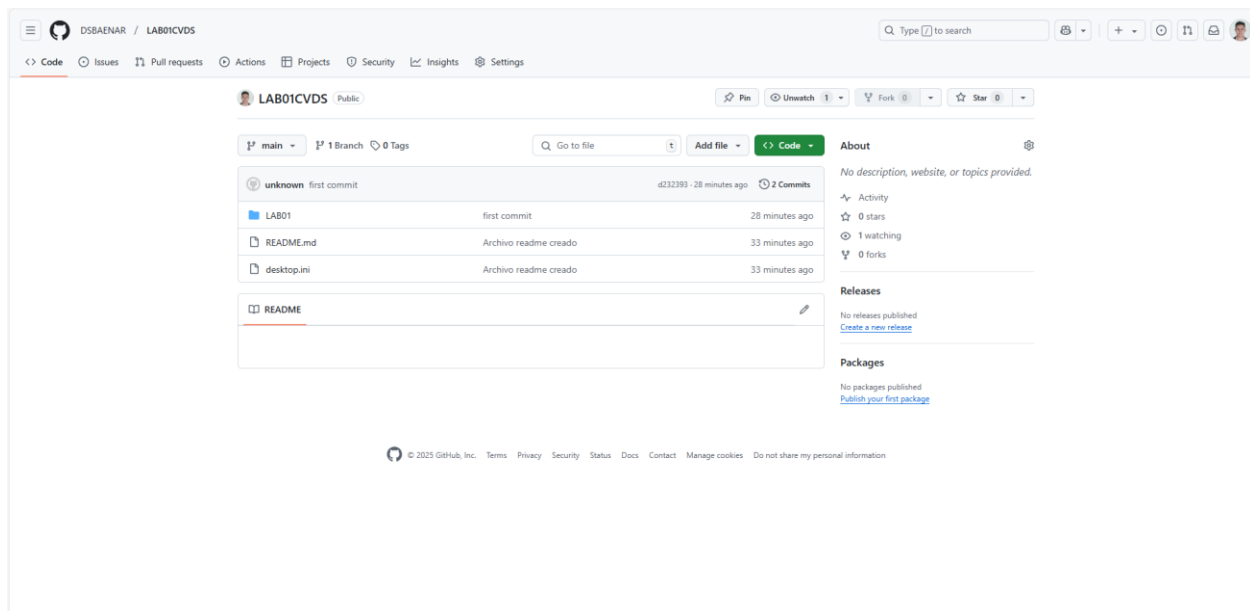 DSBAENAR / LAB01CVDS
Type / to search
Code Issues Pull requests Actions Projects Security Insights Settings
LAB01CVDS Public
Pin Unwatch 1 Fork 0 Star 0
main 1 Branch 0 Tags
Go to file t Add file Code
unknown first commit d232393 · 28 minutes ago 2 Commits
LAB01 first commit 28 minutes ago
README.md Archivo readme creado 33 minutes ago
desktop.ini Archivo readme creado 33 minutes ago
README
About
No description, website, or topics provided.
Activity
0 stars
1 watching
0 forks
Releases
No releases published
Create a new release
Packages
No packages published
Publish your first package
© 2025 GitHub, Inc. Terms Privacy Security Status Docs Contact Manage cookies Do not share my personal information